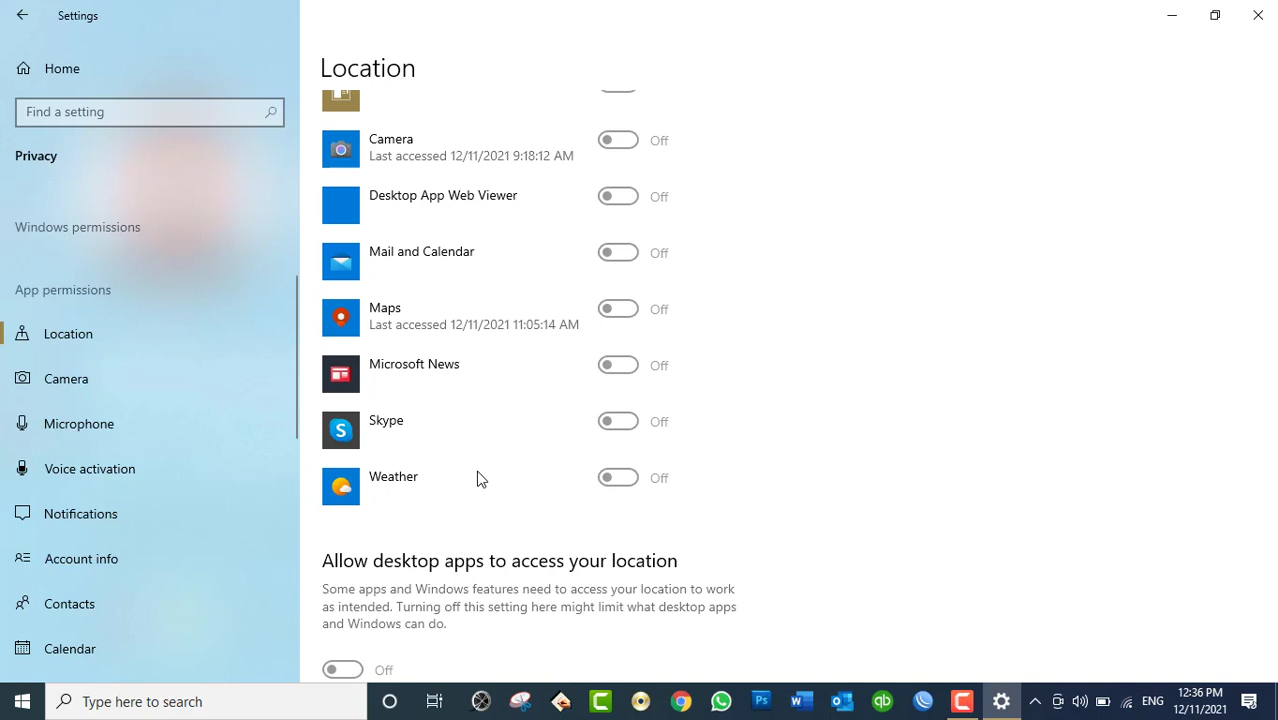 Settings
Home
Find a setting
Privacy
Windows permissions
App permissions
Location
Camera
Microphone
Voice activation
Notifications
Account info
Contacts
Calendar
Location
Camera
Last accessed 12/11/2021 9:18:12 AM
Off
Desktop App Web Viewer
Off
Mail and Calendar
Off
Maps
Last accessed 12/11/2021 11:05:14 AM
Off
Microsoft News
Off
Skype
Off
Weather
Off
Allow desktop apps to access your location
Some apps and Windows features need to access your location to work
as intended. Turning off this setting here might limit what desktop apps
and Windows can do.
Off
Type here to search
ENG
12:36 PM
12/11/2021